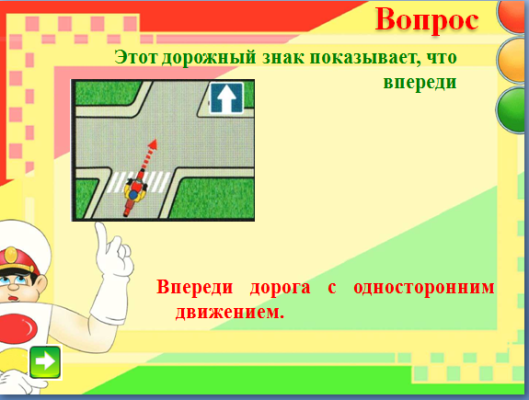 Вопрос
Этот дорожный знак показывает, что
впереди
Впереди дорога с односторонним
движением.